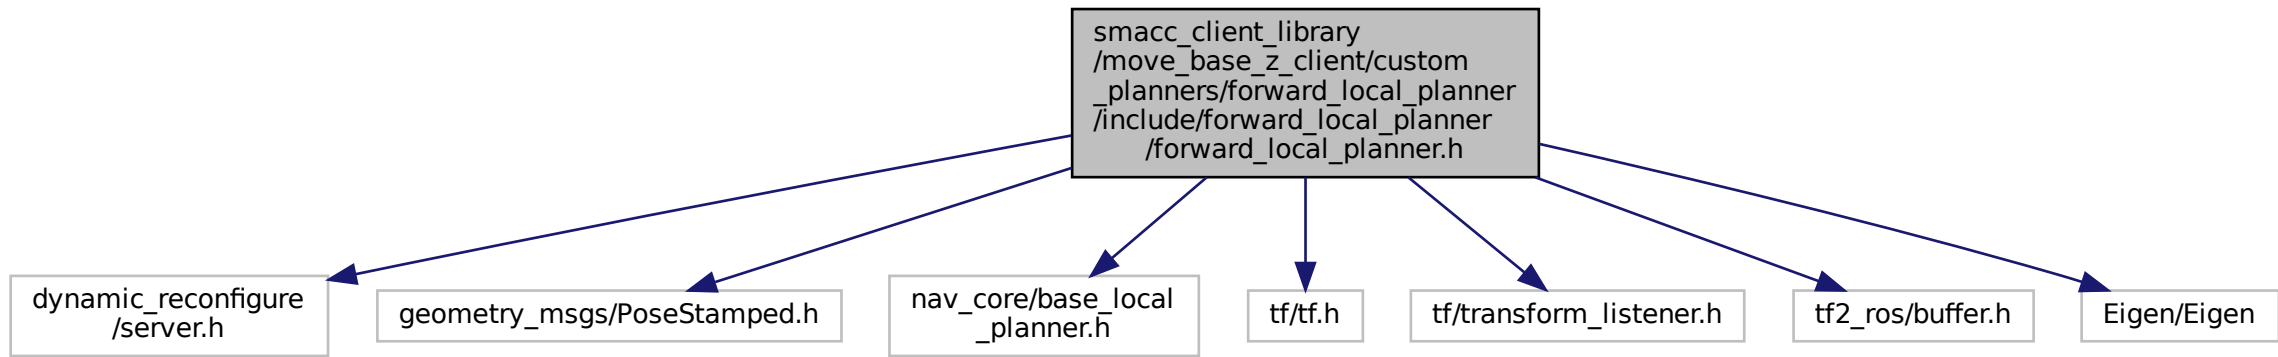 smacc_client_library
/move_base_z_client/custom
_planners/forward_local_planner
/include/forward_local_planner
/forward_local_planner.h
dynamic_reconfigure
/server.h
geometry_msgs/PoseStamped.h
nav_core/base_local
_planner.h
tf/tf.h
tf/transform_listener.h
tf2_ros/buffer.h
Eigen/Eigen